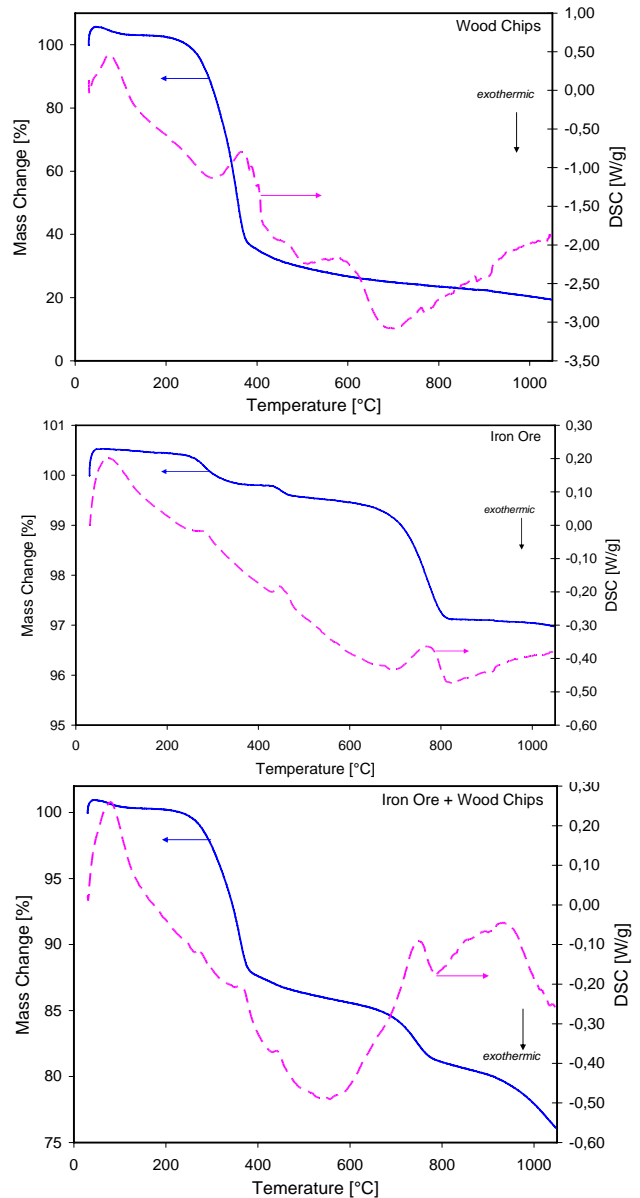 Wood Chips
exothermic
Mass Change [%]
DSC [W/g]
100
80
60
40
20
0
1,00
0,50
0,00
-0,50
-1,00
-1,50
-2,00
-2,50
-3,00
-3,50
0 200 400 600 800 1000
Temperature [°C]
Iron Ore
exothermic
Mass Change [%]
DSC [W/g]
101
100
99
98
97
96
95
0,30
0,20
0,10
0,00
-0,10
-0,20
-0,30
-0,40
-0,50
-0,60
0 200 400 600 800 1000
Temperature [°C]
Iron Ore + Wood Chips
exothermic
Mass Change [%]
DSC [W/g]
100
95
90
85
80
75
0,30
0,20
0,10
0,00
-0,10
-0,20
-0,30
-0,40
-0,50
-0,60
0 200 400 600 800 1000
Temerature [°C]